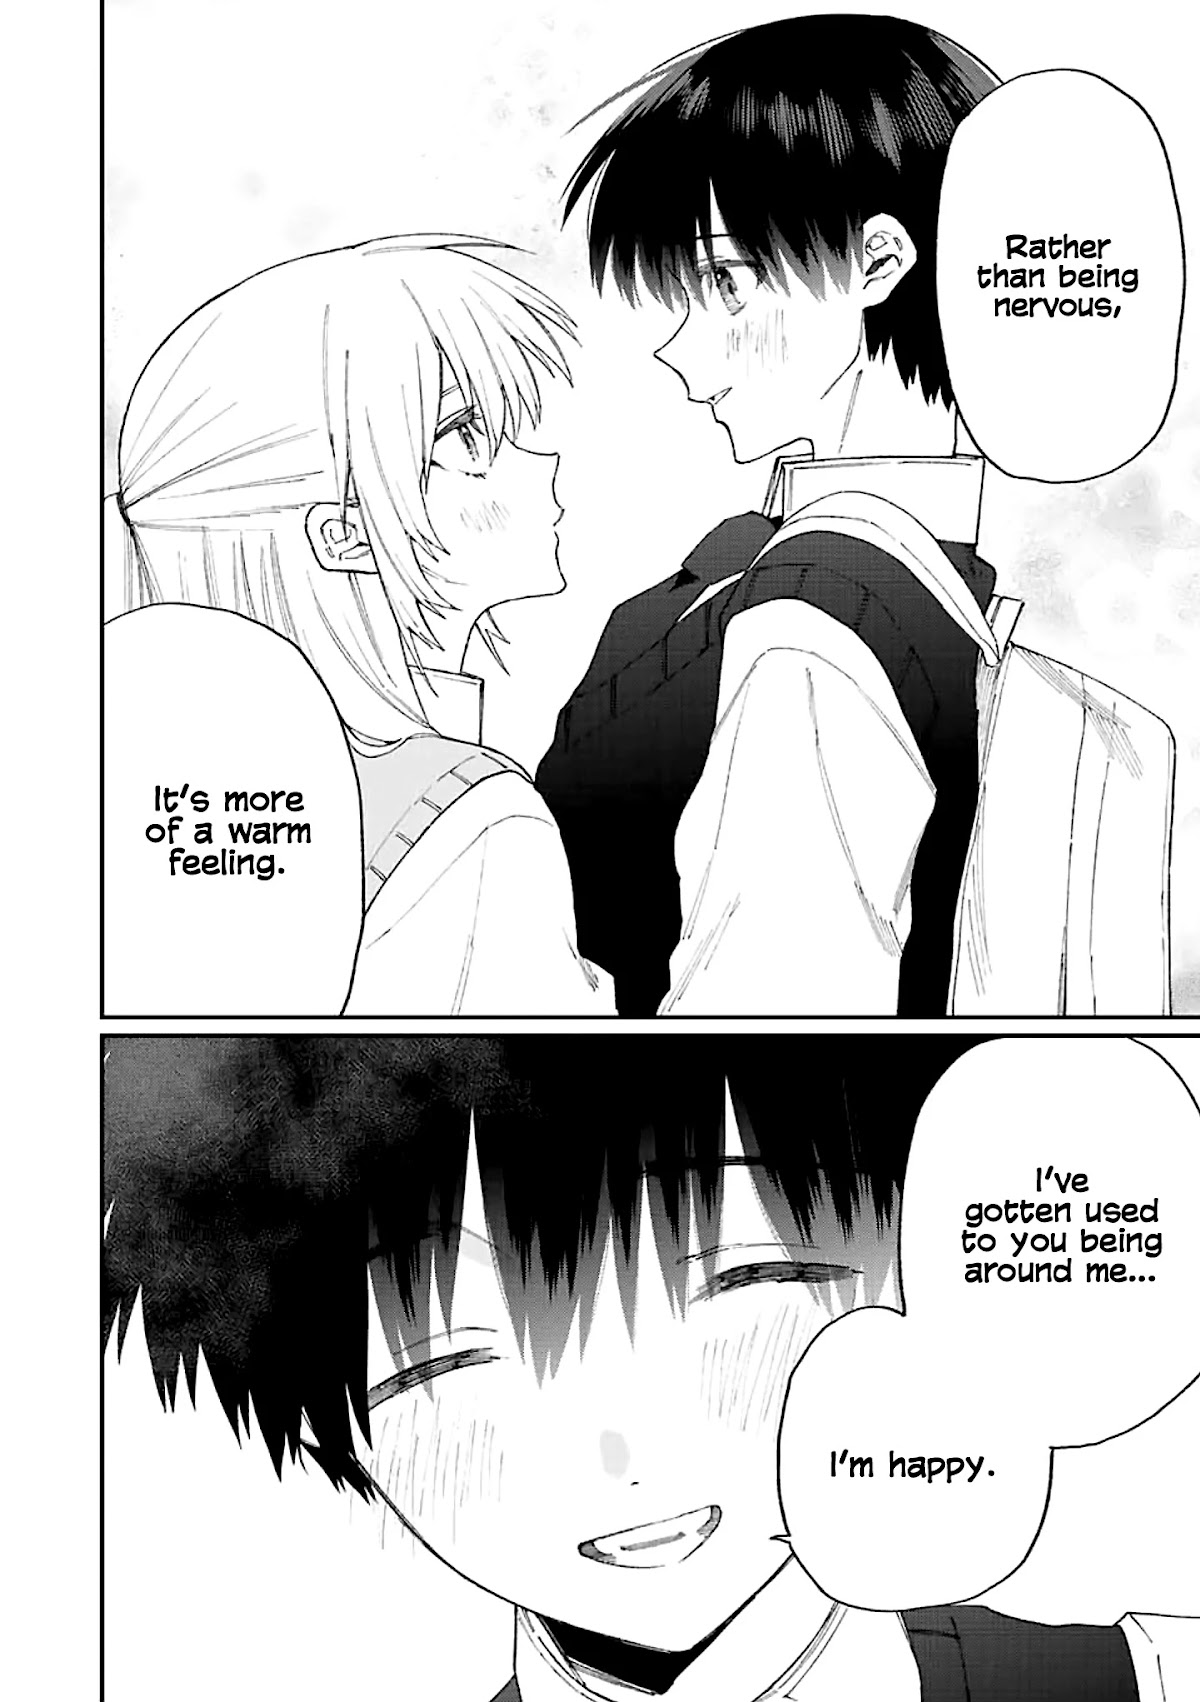 Rather
than being
nervous,
It's more
of a warm
feeling.
I've
gotten used
to you being
around me...
I'm happy.